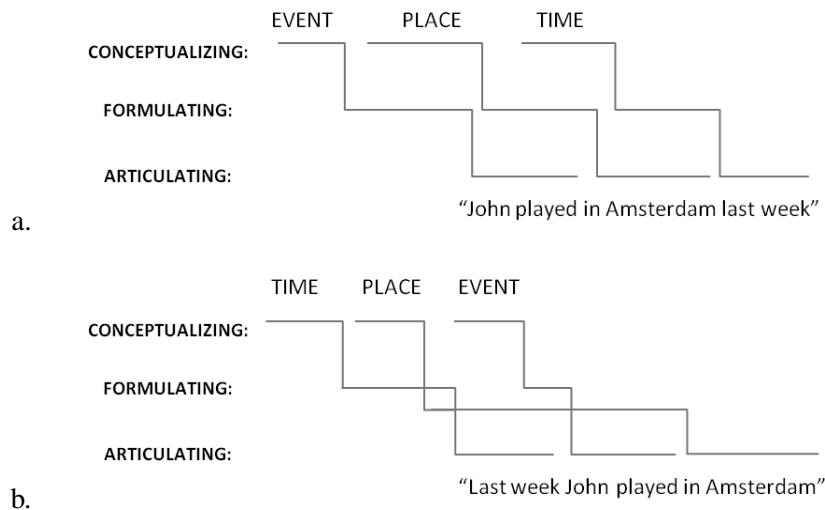 EVENT PLACE TIME
CONCEPTUALIZING:
FORMULATING:
ARTICULATING:
“John played in Amsterdam last week”
a.
TIME PLACE EVENT
CONCEPTUALIZING:
FORMULATING:
ARTICULATING:
“Last week John played in Amsterdam”
b.